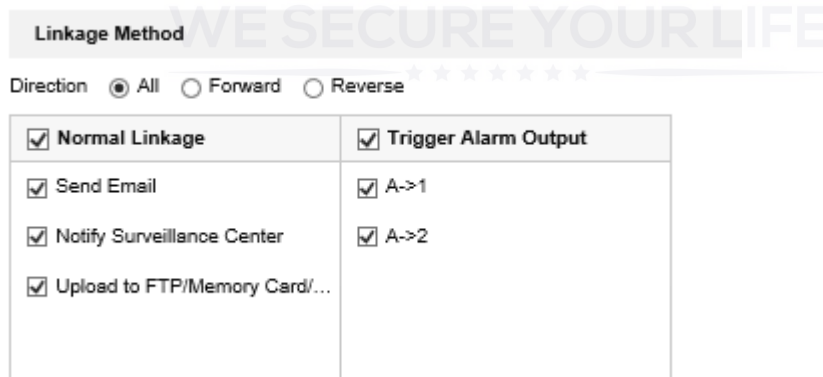 WE SECURE YOUR LIFE
Linkage Method
Direction All Forward Reverse
Normal Linkage Trigger Alarm Output
Send Email A->1
Notify Surveillance Center A->2
Upload to FTP/Memory Card/...